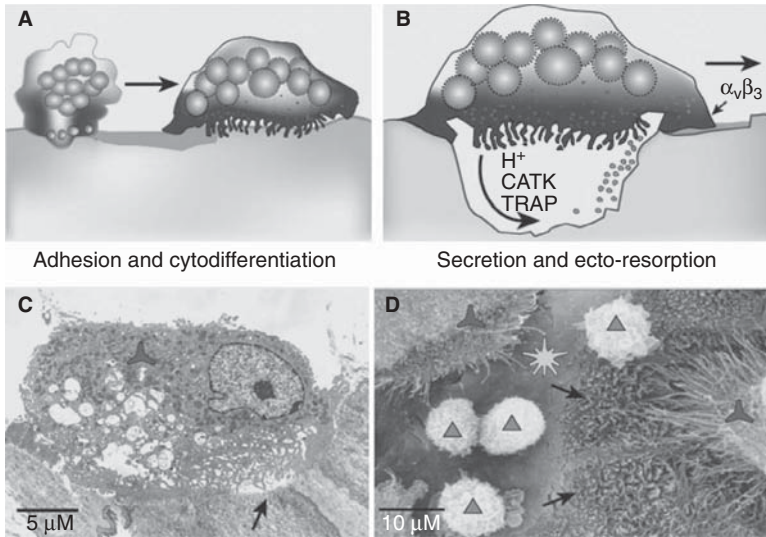 A
B
αvβ3
H+
CATK
TRAP
Adhesion and cytodifferentiation
Secretion and ecto-resorption
C
D
5 μM
10 μM